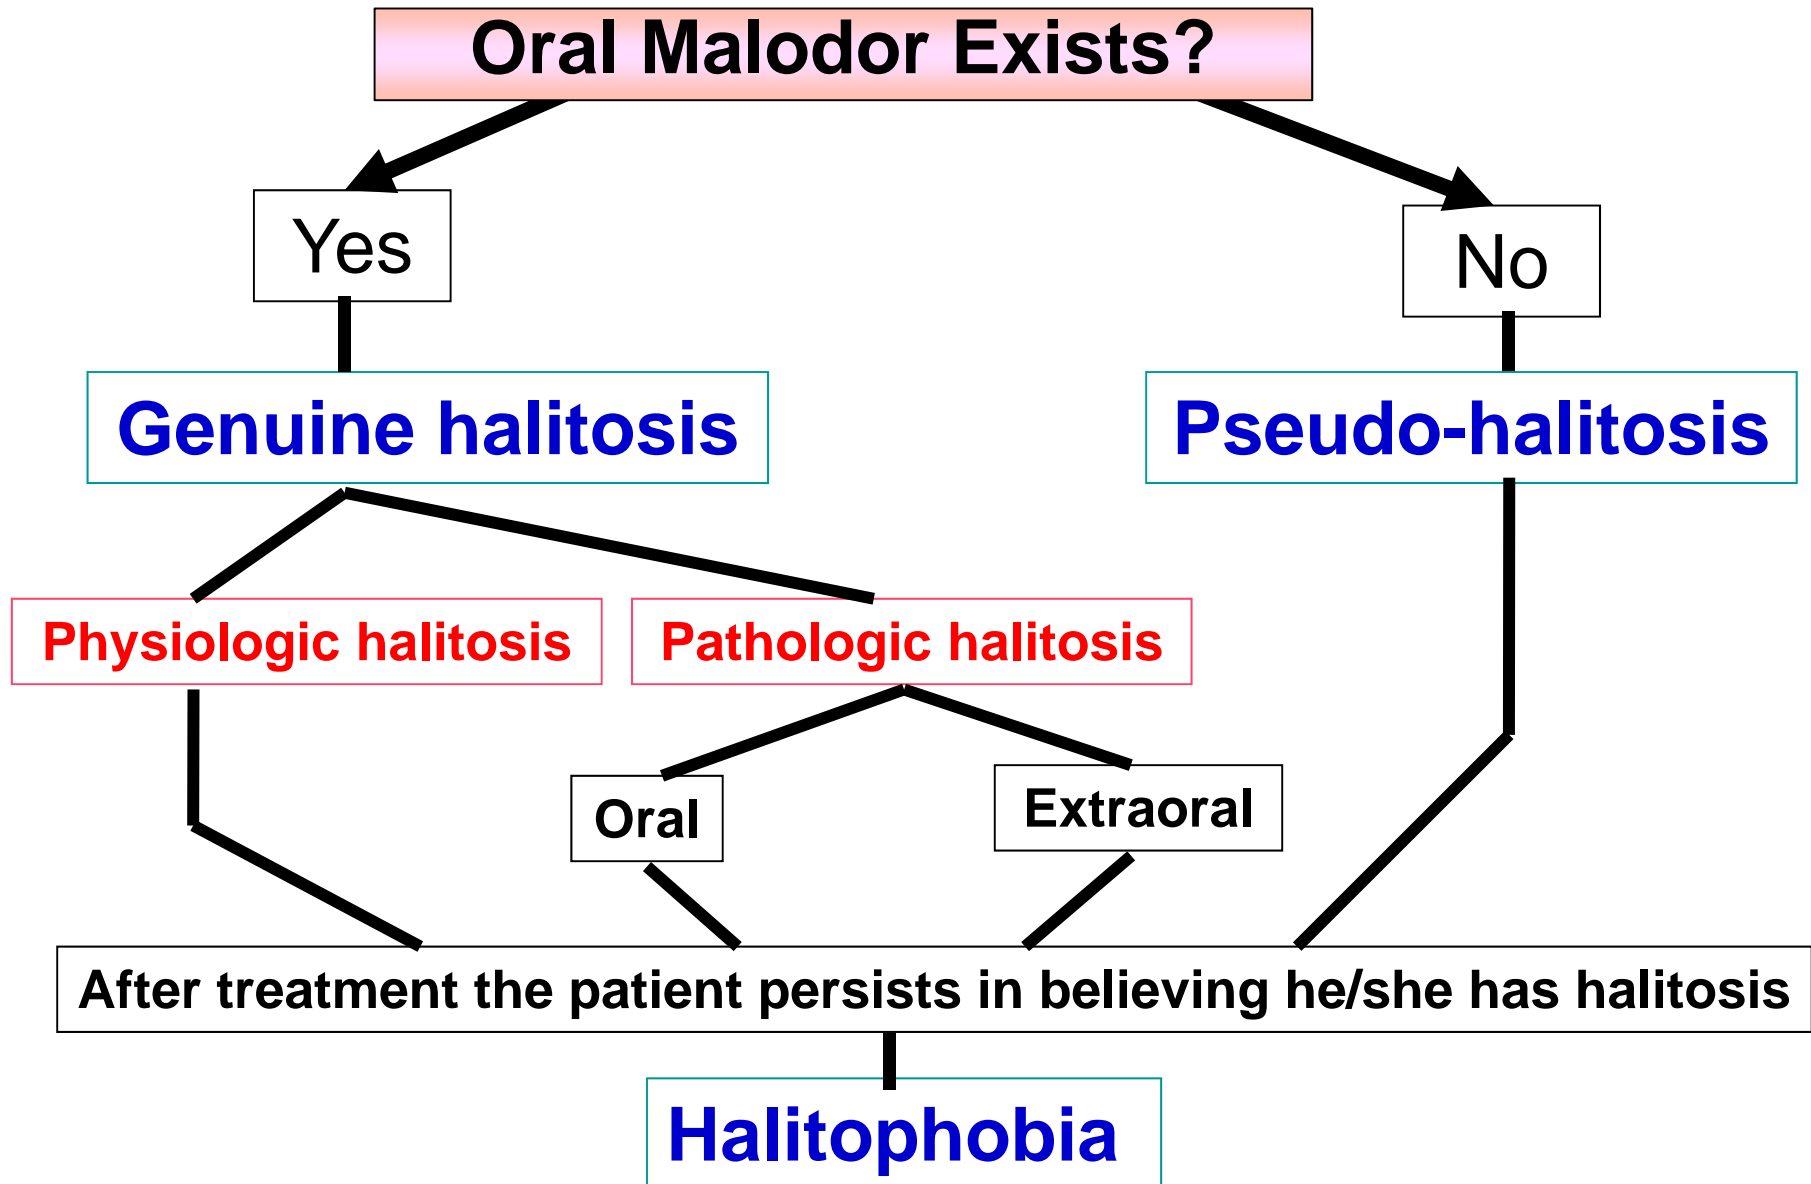 Oral Malodor Exists?
Yes
No
Genuine halitosis
Pseudo-halitosis
Physiologic halitosis
Pathologic halitosis
Oral
Extraoral
After treatment the patient persists in believing he/she has halitosis
Halitophobia